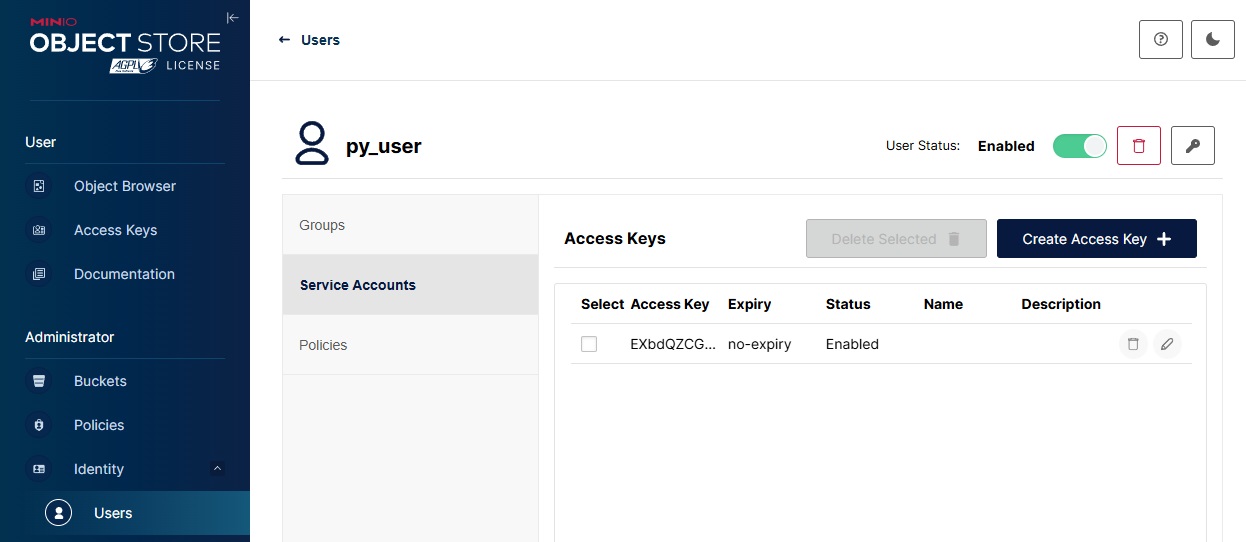 MINIO
OBJECT STORE
AGPLv3 LICENSE
User
Object Browser
Access Keys
Documentation
Administrator
Buckets
Policies
Identity
Users
← Users
py_user
User Status: Enabled
Groups
Service Accounts
Policies
Access Keys
Delete Selected
Create Access Key
Select Access Key Expiry Status Name Description
EXbdQZCG... no-expiry Enabled